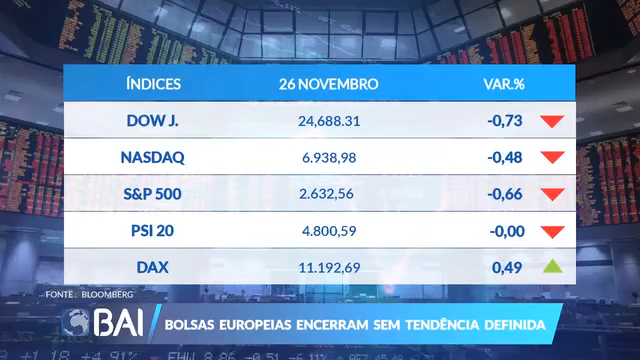 ÍNDICES 26 NOVEMBRO VAR.%
DOW J. 24,688.31 -0,73
NASDAQ 6.938,98 -0,48
S&P 500 2.632,56 -0,66
PSI 20 4.800,59 -0,00
DAX 11.192,69 0,49
FONTE : BLOOMBERG
BAI BOLSAS EUROPEIAS ENCERRAM SEM TENDÊNCIA DEFINIDA